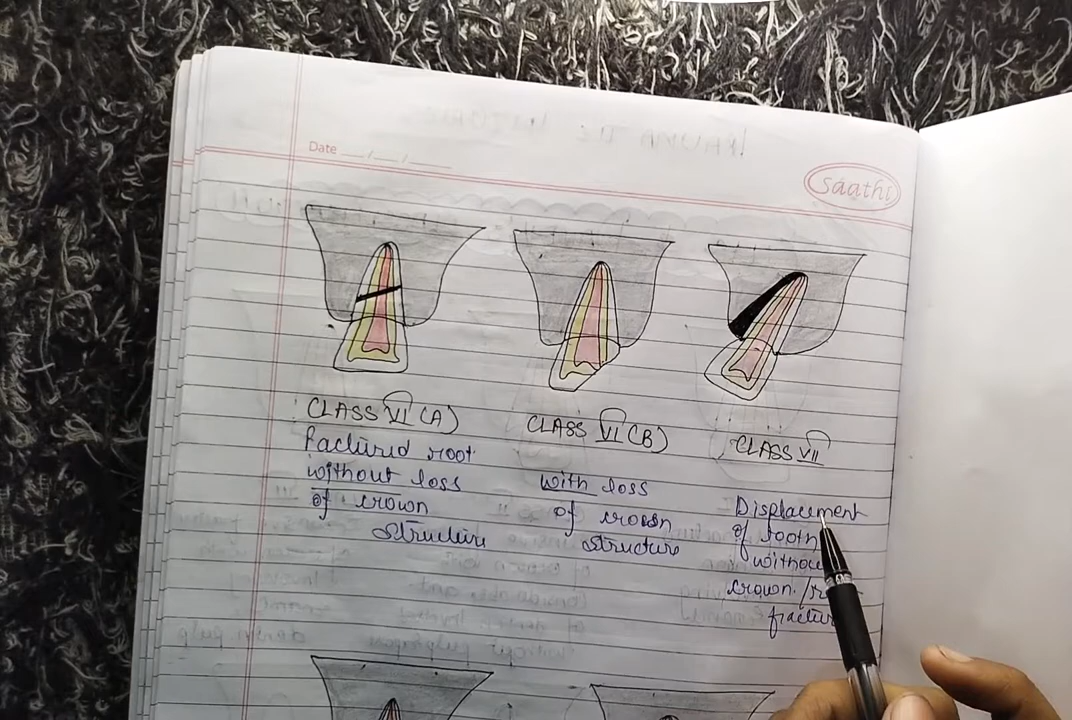 Date
Saathi
CLASS VI (A)
factured root
without loss
of crown
structure
CLASS VI (B)
with loss
of crown
structure
CLASS VII
Displacement
of tooth
without
crown /
fracture